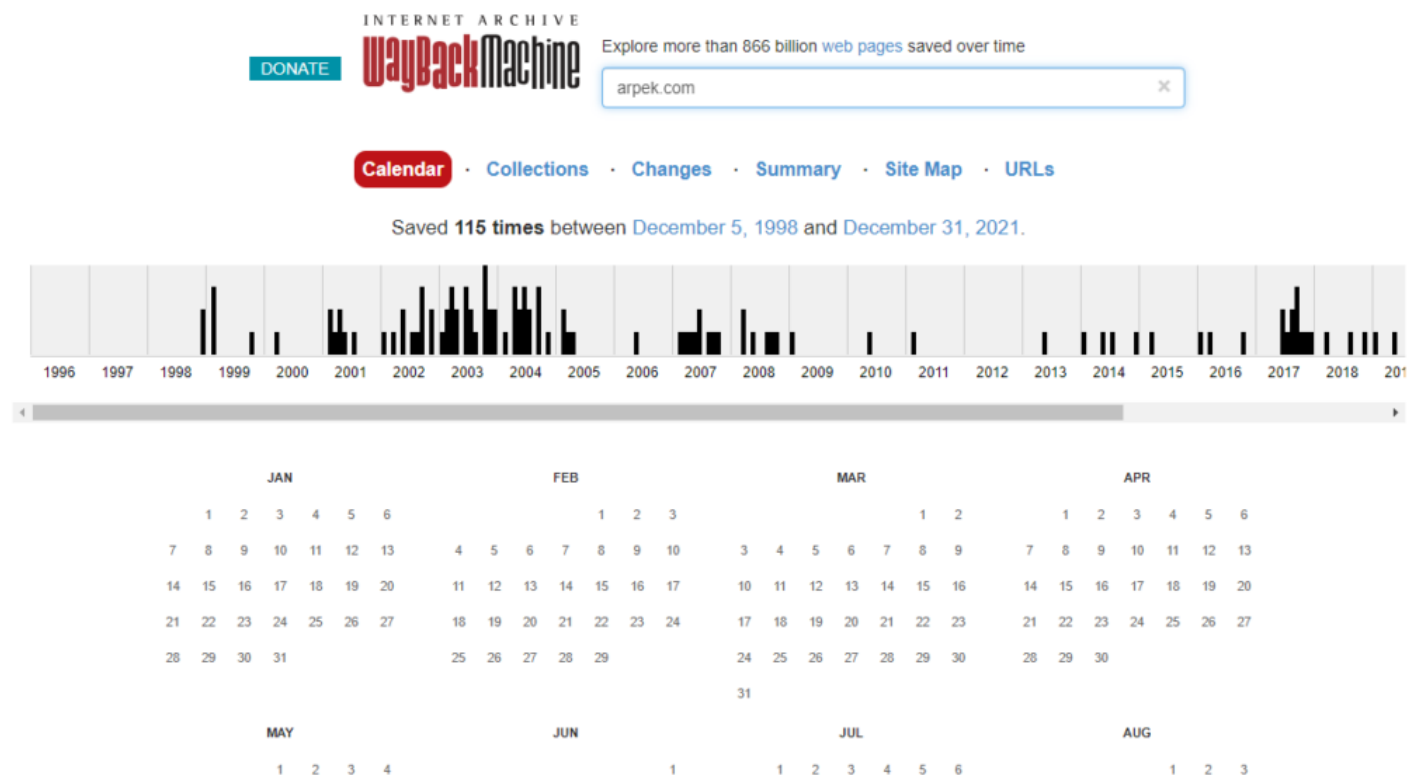 INTERNET ARCHIVE
WayBackMachine
DONATE
Explore more than 866 billion web pages saved over time
arpek.com ×
Calendar · Collections · Changes · Summary · Site Map · URLs
Saved 115 times between December 5, 1998 and December 31, 2021.
1996 1997 1998 1999 2000 2001 2002 2003 2004 2005 2006 2007 2008 2009 2010 2011 2012 2013 2014 2015 2016 2017 2018 201
JAN FEB MAR APR
1 2 3 4 5 6 1 2 3 1 2 1 2 3 4 5 6
7 8 9 10 11 12 13 4 5 6 7 8 9 10 3 4 5 6 7 8 9 7 8 9 10 11 12 13
14 15 16 17 18 19 20 11 12 13 14 15 16 17 10 11 12 13 14 15 16 14 15 16 17 18 19 20
21 22 23 24 25 26 27 18 19 20 21 22 23 24 17 18 19 20 21 22 23 21 22 23 24 25 26 27
28 29 30 31 25 26 27 28 29 24 25 26 27 28 29 30 28 29 30
31
MAY JUN JUL AUG
1 2 3 4 1 1 2 3 4 5 6 1 2 3